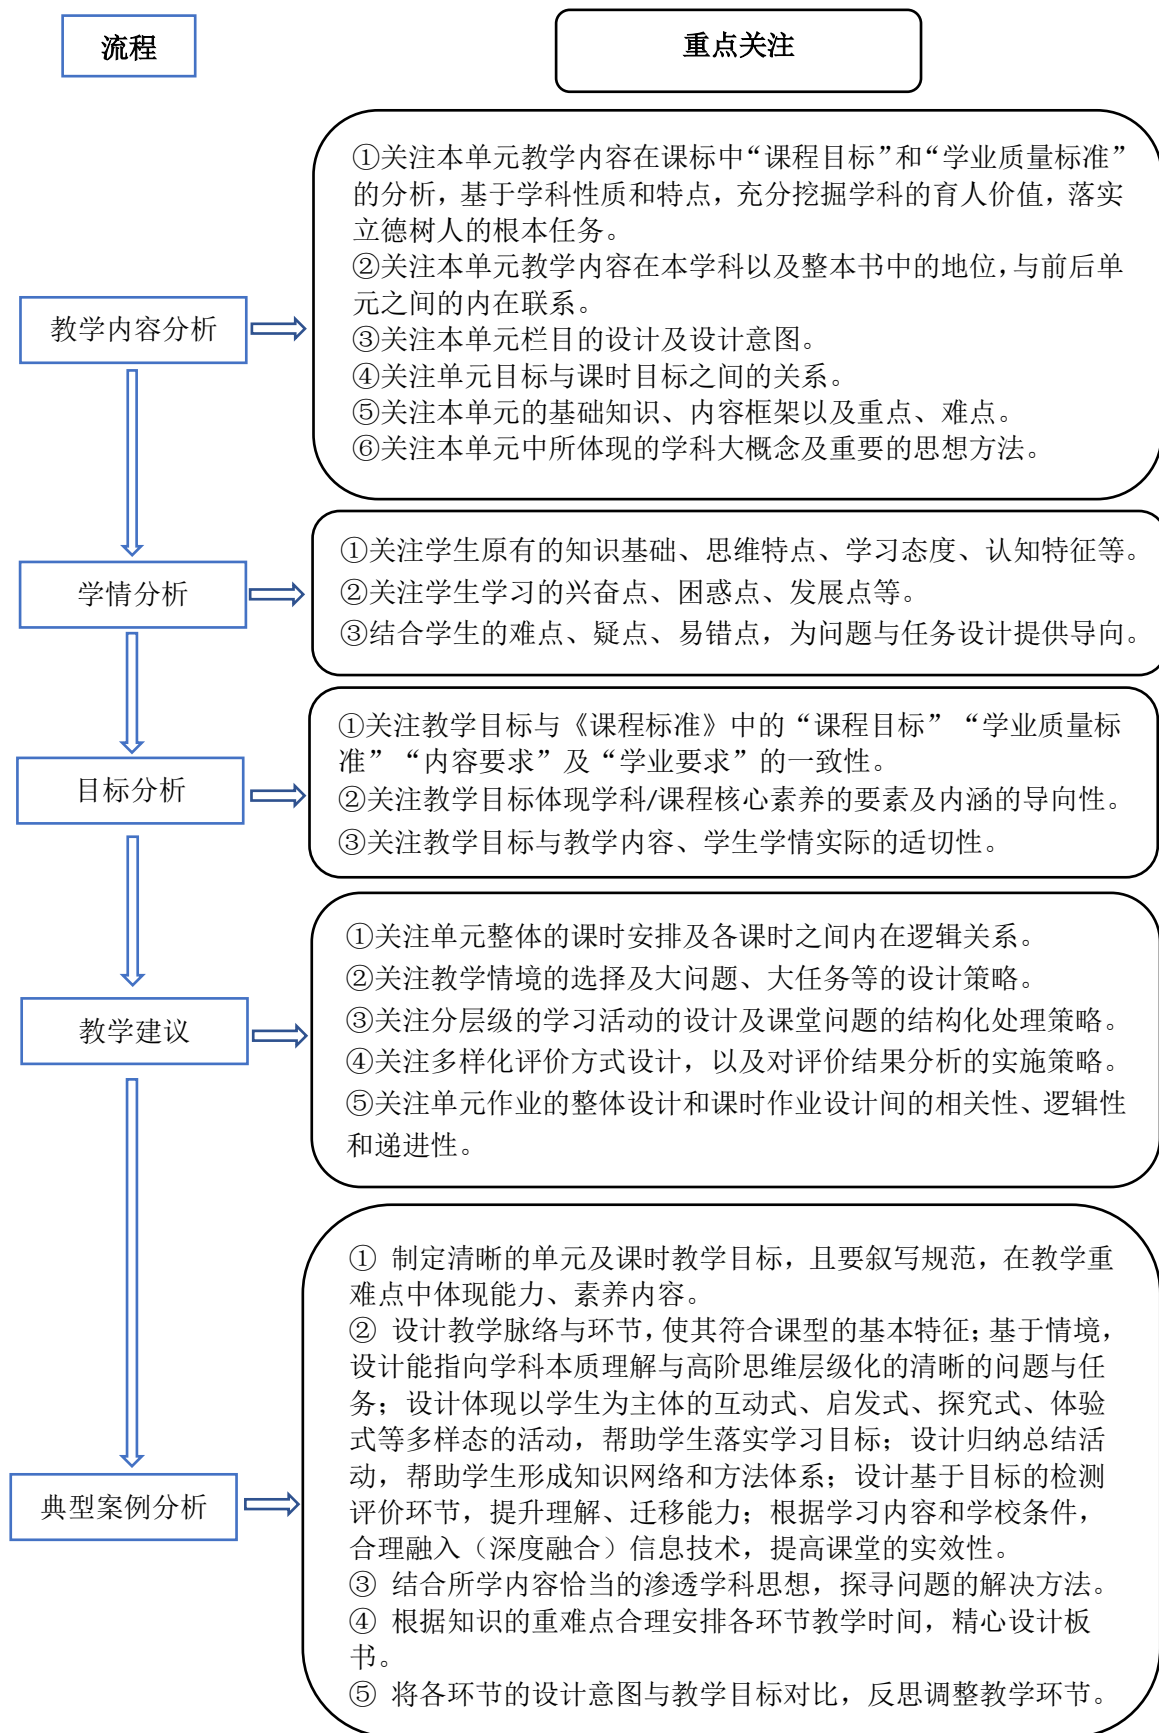 流程
重点关注
①关注本单元教学内容在课标中“课程目标”和“学业质量标准”
的分析，基于学科性质和特点，充分挖掘学科的育人价值，落实
立德树人的根本任务。
②关注本单元教学内容在本学科以及整本书中的地位，与前后单
元之间的内在联系。
③关注本单元栏目的设计及设计意图。
④关注单元目标与课时目标之间的关系。
⑤关注本单元的基础知识、内容框架以及重点、难点。
⑥关注本单元中所体现的学科大概念及重要的思想方法。
教学内容分析
①关注学生原有的知识基础、思维特点、学习态度、认知特征等。
②关注学生学习的兴奋点、困惑点、发展点等。
③结合学生的难点、疑点、易错点，为问题与任务设计提供导向。
学情分析
①关注教学目标与《课程标准》中的“课程目标”“学业质量标
准”“内容要求”及“学业要求”的一致性。
②关注教学目标体现学科/课程核心素养的要素及内涵的导向性。
③关注教学目标与教学内容、学生学情实际的适切性。
目标分析
①关注单元整体的课时安排及各课时之间内在逻辑关系。
②关注教学情境的选择及大问题、大任务等的设计策略。
③关注分层级的学习活动的设计及课堂问题的结构化处理策略。
④关注多样化评价方式设计，以及对评价结果分析的实施策略。
⑤关注单元作业的整体设计和课时作业设计间的相关性、逻辑性
和递进性。
教学建议
① 制定清晰的单元及课时教学目标，且要叙写规范，在教学重
难点中体现能力、素养内容。
② 设计教学脉络与环节，使其符合课型的基本特征；基于情境，
设计能指向学科本质理解与高阶思维层级化的清晰的问题与任
务；设计体现以学生为主体的互动式、启发式、探究式、体验
式等多样态的活动，帮助学生落实学习目标；设计归纳总结活
动，帮助学生形成知识网络和方法体系；设计基于目标的检测
评价环节，提升理解、迁移能力；根据学习内容和学校条件，
合理融入（深度融合）信息技术，提高课堂的实效性。
③ 结合所学内容恰当的渗透学科思想，探寻问题的解决方法。
④ 根据知识的重难点合理安排各环节教学时间，精心设计板
书。
⑤ 将各环节的设计意图与教学目标对比，反思调整教学环节。
典型案例分析